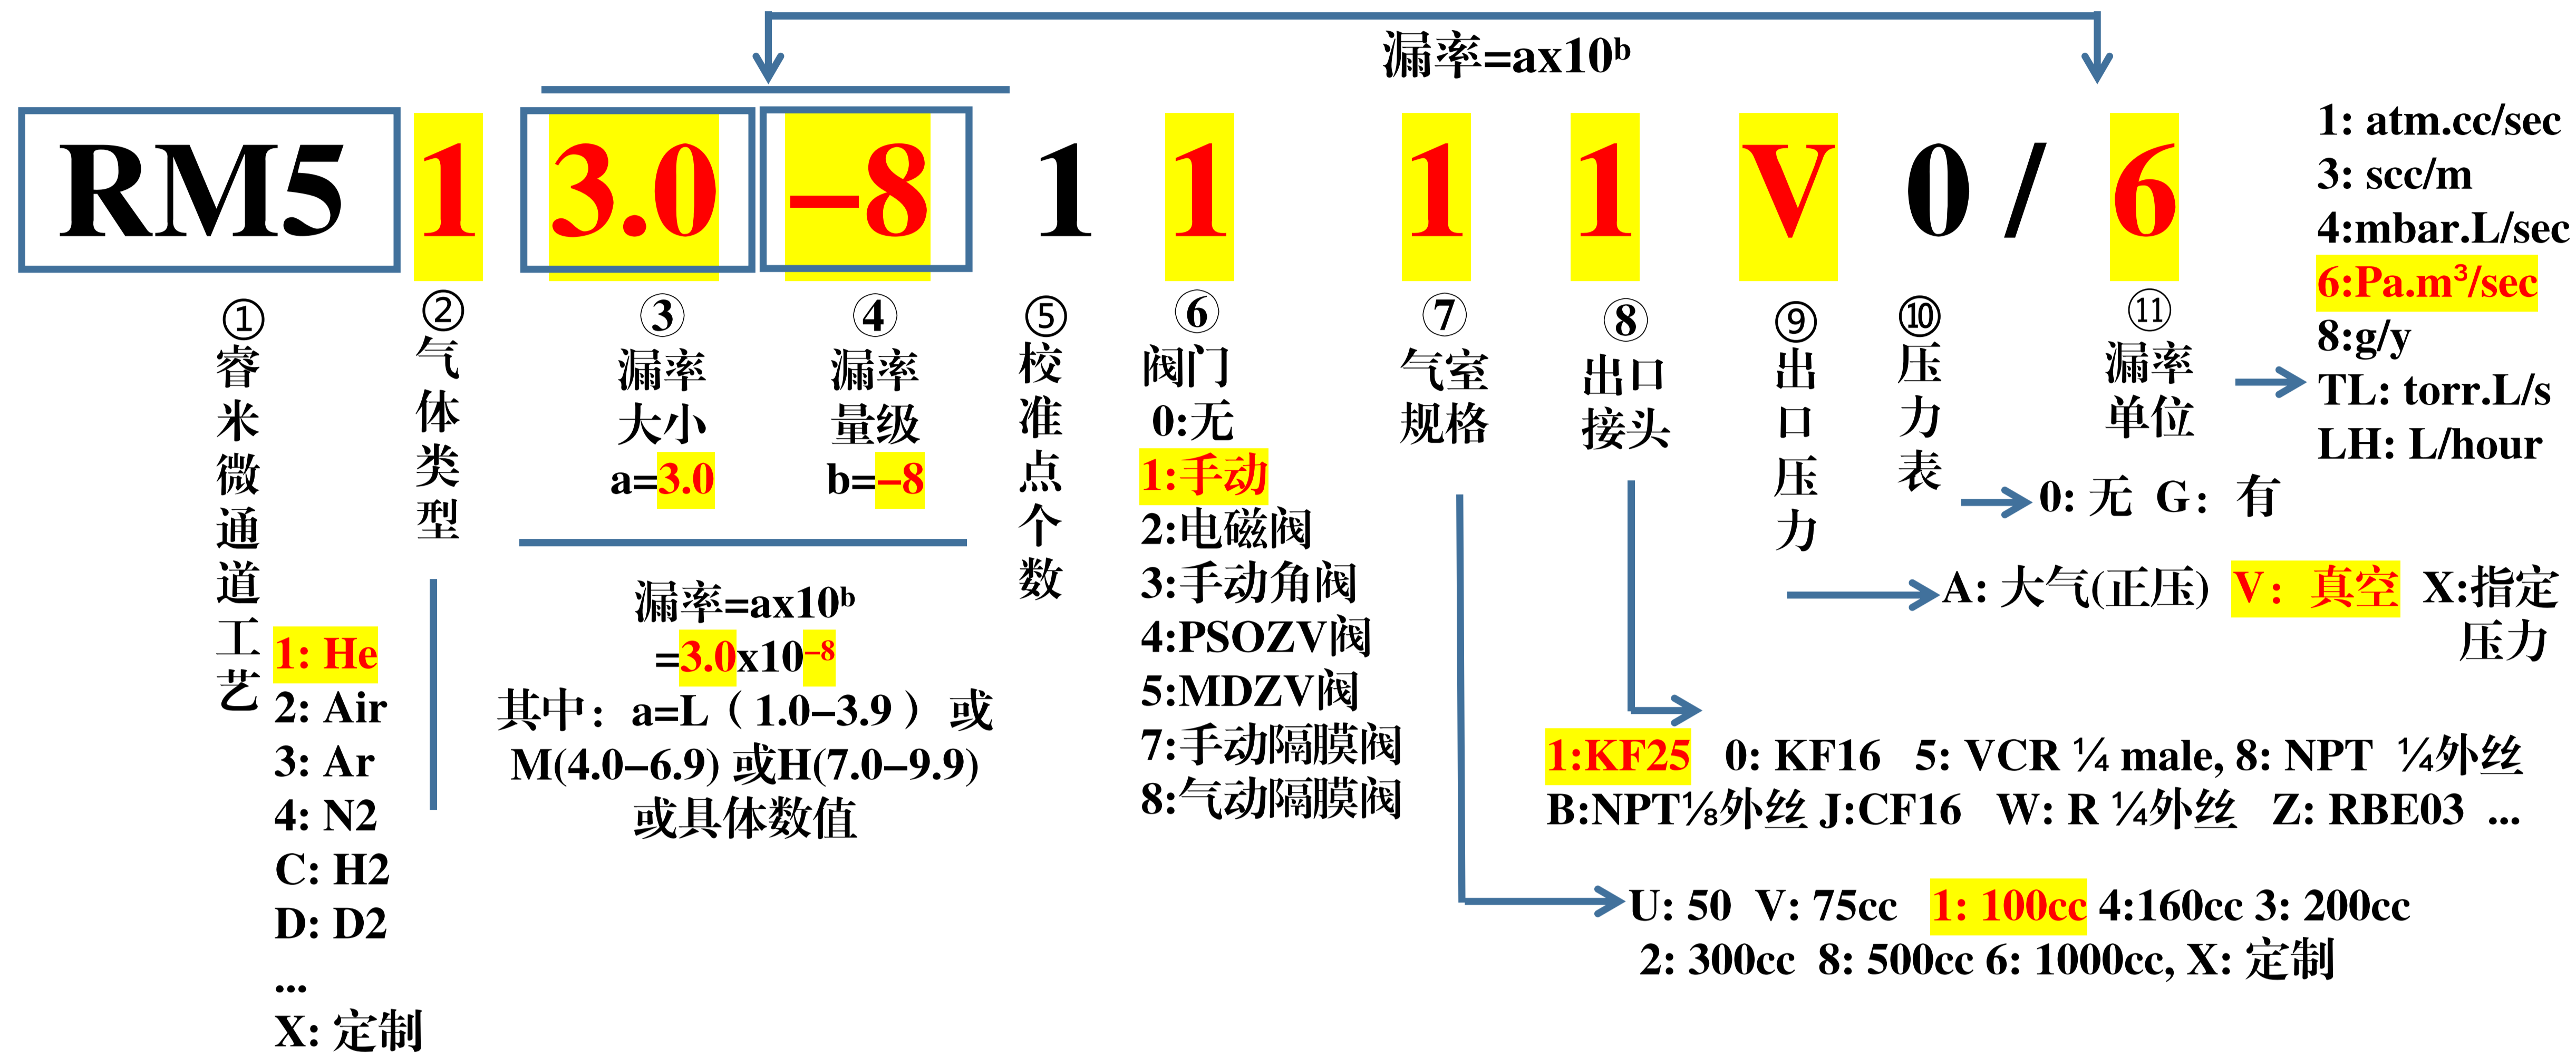 漏率=ax10ᵇ
RM5 1 3.0 -8 1 1 1 1 V 0 / 6
①
睿米微通道工艺
②
气体类型
1: He
2: Air
3: Ar
4: N2
C: H2
D: D2
...
X: 定制
③
漏率
大小
a=3.0
④
漏率
量级
b=-8
漏率=ax10ᵇ
=3.0x10⁻⁸
其中: a=L（1.0-3.9）或
M(4.0-6.9) 或H(7.0-9.9)
或具体数值
⑤
校准点个数
⑥
阀门
0:无
1:手动
2:电磁阀
3:手动角阀
4:PSOZV阀
5:MDZV阀
7:手动隔膜阀
8:气动隔膜阀
⑦
气室
规格
U: 50 V: 75cc 1: 100cc 4:160cc 3: 200cc
2: 300cc 8: 500cc 6: 1000cc, X: 定制
⑧
出口
接头
1:KF25 0: KF16 5: VCR ¼ male, 8: NPT ¼外丝
B:NPT⅛外丝 J:CF16 W: R ¼外丝 Z: RBE03 ...
⑨
出口压力
A: 大气(正压) V: 真空 X:指定
压力
⑩
压力表
0: 无 G: 有
⑪
漏率
单位
1: atm.cc/sec
3: scc/m
4:mbar.L/sec
6:Pa.m³/sec
8:g/y
TL: torr.L/s
LH: L/hour